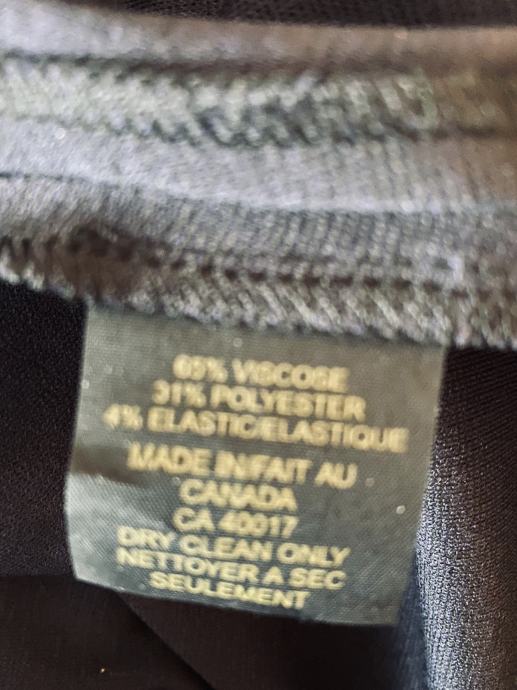 65% VISCOSE
31% POLYESTER
4% ELASTIC/ELASTIQUE
MADE IN/FAIT AU
CANADA
CA 40017
DRY CLEAN ONLY
NETTOYER A SEC
SEULEMENT